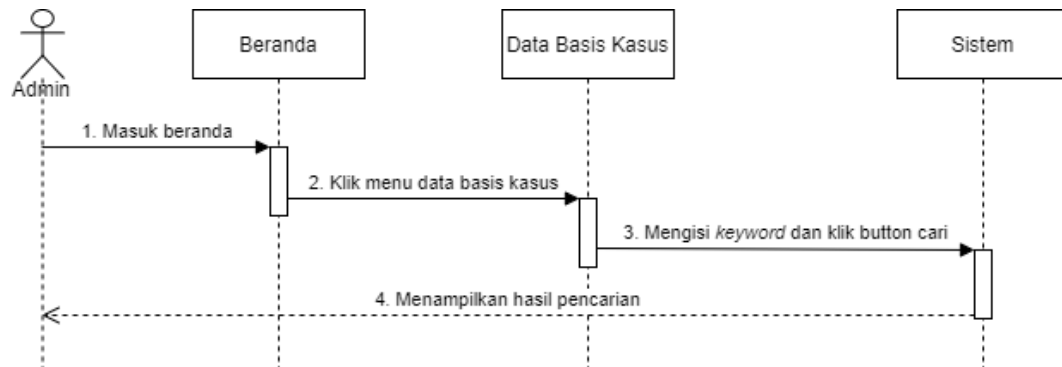 Beranda
Data Basis Kasus
Sistem
Admin
1. Masuk beranda
2. Klik menu data basis kasus
3. Mengisi keyword dan klik button cari
4. Menampilkan hasil pencarian